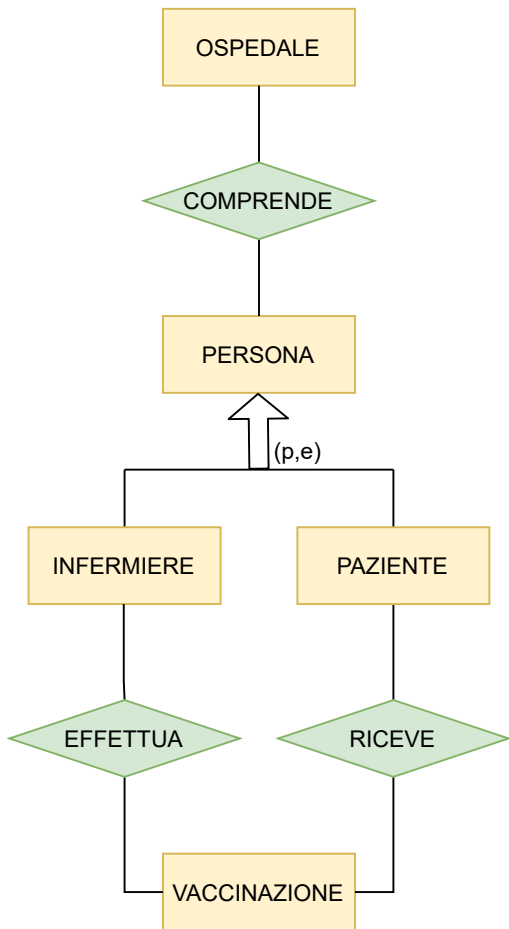 OSPEDALE
COMPRENDE
PERSONA
(p,e)
INFERMIERE
PAZIENTE
EFFETTUA
RICEVE
VACCINAZIONE